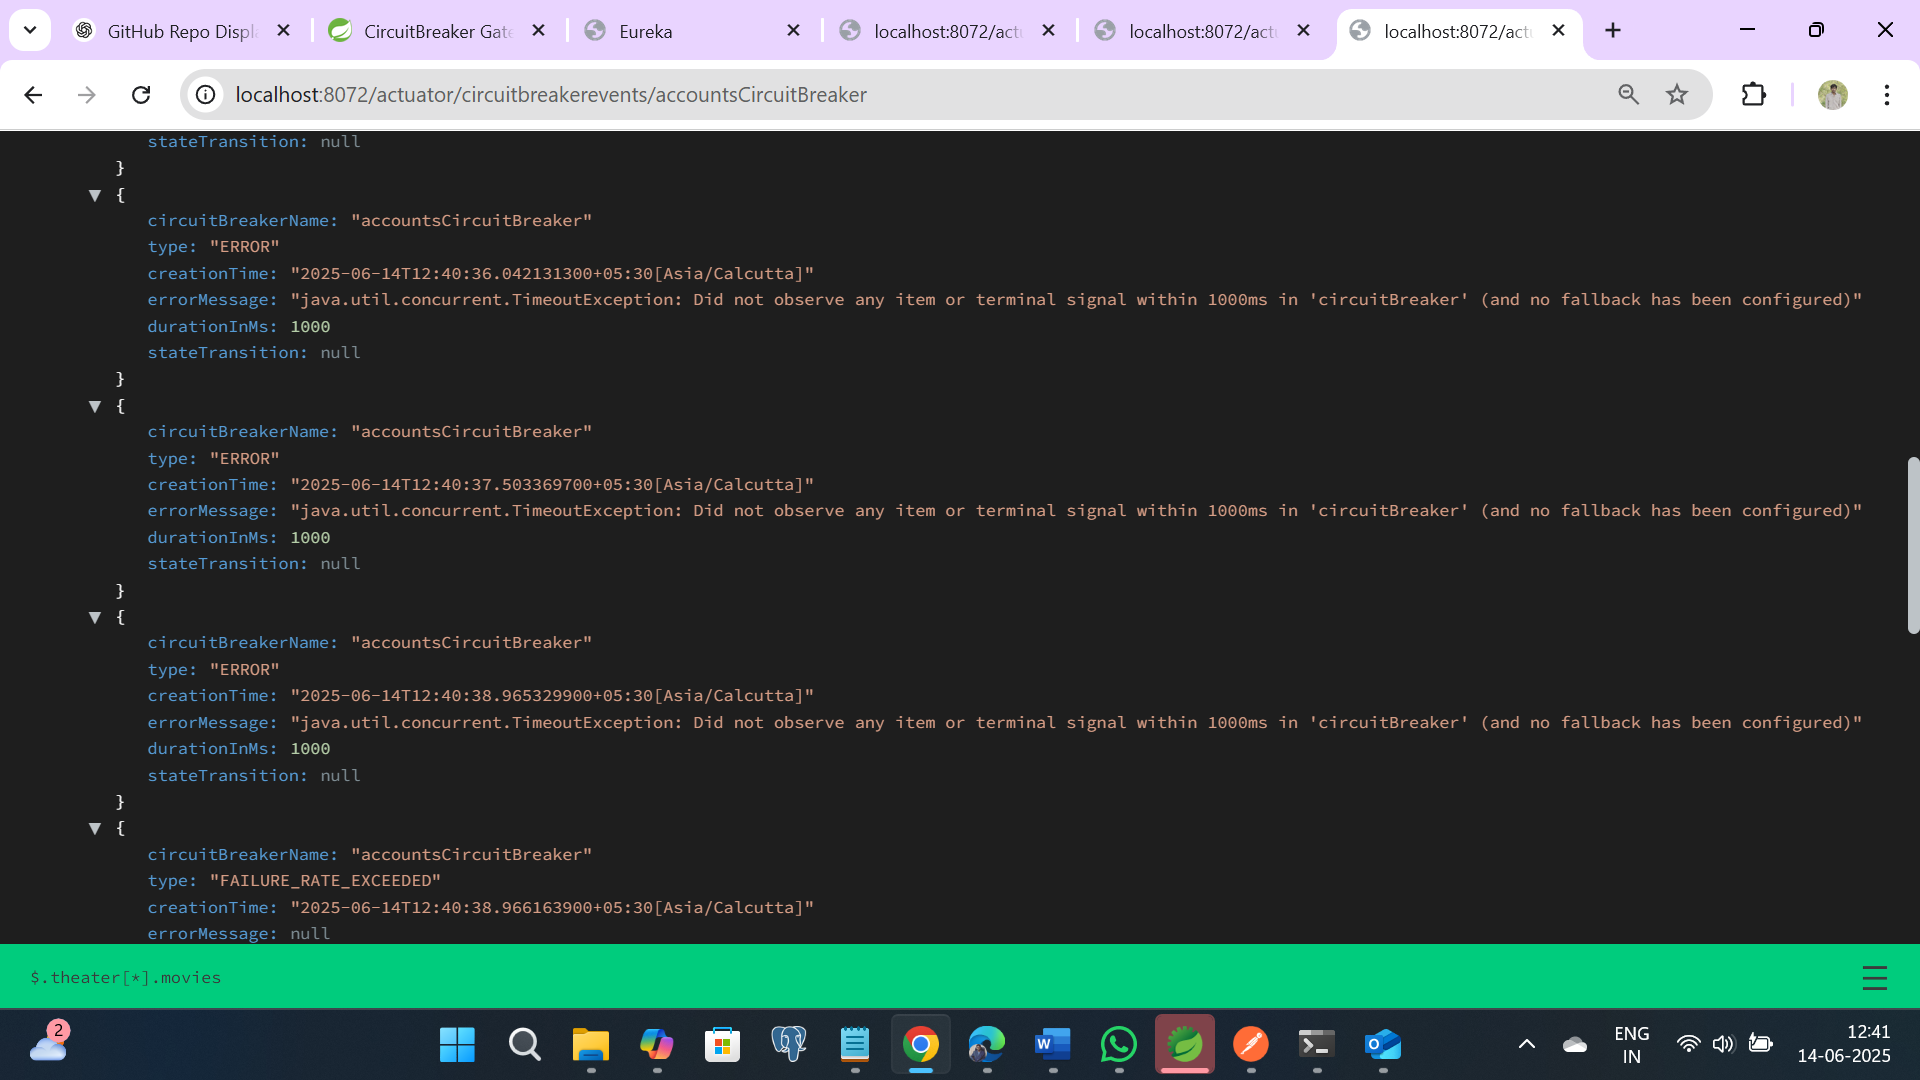 GitHub Repo Displ
CircuitBreaker Gate
Eureka
localhost:8072/actu
localhost:8072/actu
localhost:8072/actu
localhost:8072/actuator/circuitbreakerevents/accountsCircuitBreaker
stateTransition: null
}
{
circuitBreakerName: "accountsCircuitBreaker"
type: "ERROR"
creationTime: "2025-06-14T12:40:36.042131300+05:30[Asia/Calcutta]"
errorMessage: "java.util.concurrent.TimeoutException: Did not observe any item or terminal signal within 1000ms in 'circuitBreaker' (and no fallback has been configured)"
durationInMs: 1000
stateTransition: null
}
{
circuitBreakerName: "accountsCircuitBreaker"
type: "ERROR"
creationTime: "2025-06-14T12:40:37.503369700+05:30[Asia/Calcutta]"
errorMessage: "java.util.concurrent.TimeoutException: Did not observe any item or terminal signal within 1000ms in 'circuitBreaker' (and no fallback has been configured)"
durationInMs: 1000
stateTransition: null
}
{
circuitBreakerName: "accountsCircuitBreaker"
type: "ERROR"
creationTime: "2025-06-14T12:40:38.965329900+05:30[Asia/Calcutta]"
errorMessage: "java.util.concurrent.TimeoutException: Did not observe any item or terminal signal within 1000ms in 'circuitBreaker' (and no fallback has been configured)"
durationInMs: 1000
stateTransition: null
}
{
circuitBreakerName: "accountsCircuitBreaker"
type: "FAILURE_RATE_EXCEEDED"
creationTime: "2025-06-14T12:40:38.966163900+05:30[Asia/Calcutta]"
errorMessage: null
$.theater[*].movies
2
ENG
IN
12:41
14-06-2025